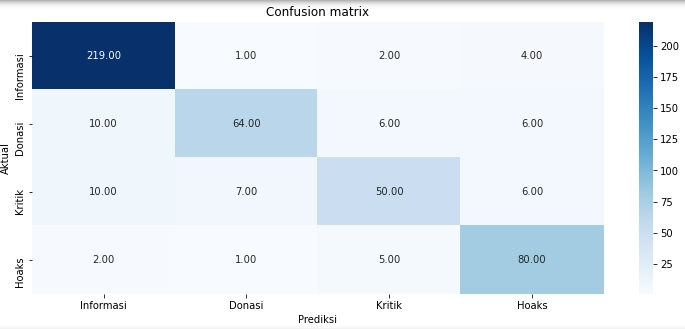 Confusion matrix
Informasi 219.00 1.00 2.00 4.00
Donasi 10.00 64.00 6.00 6.00
Kritik 10.00 7.00 50.00 6.00
Hoaks 2.00 1.00 5.00 80.00
Aktual
Informasi Donasi Kritik Hoaks
Prediksi
200
175
150
125
100
75
50
25